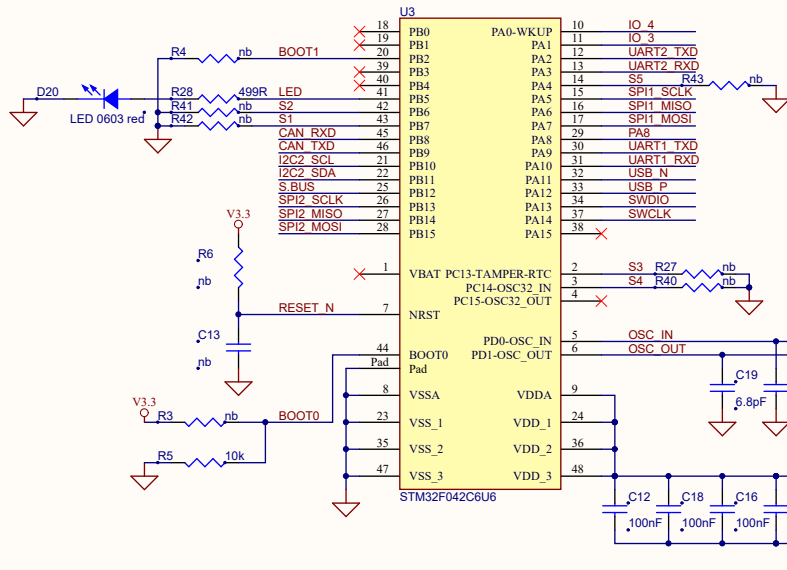 U3
18 PB0 PA0-WKUP 10 IO_4
19 PB1 PA1 11 IO_3
R4 nb BOOT1 20 PB2 PA2 12 UART2_TXD
39 PB3 PA3 13 UART2_RXD
40 PB4 PA4 14 S5 R43 nb
D20 R28 499R LED 41 PB5 PA5 15 SPI1_SCLK
LED 0603 red R41 nb S2 42 PB6 PA6 16 SPI1_MISO
R42 nb S1 43 PB7 PA7 17 SPI1_MOSI
CAN_RXD 45 PB8 PA8 29 PA8
CAN_TXD 46 PB9 PA9 30 UART1_TXD
I2C2_SCL 21 PB10 PA10 31 UART1_RXD
I2C2_SDA 22 PB11 PA11 32 USB_N
S.BUS 25 PB12 PA12 33 USB_P
SPI2_SCLK 26 PB13 PA13 34 SWDIO
SPI2_MISO 27 PB14 PA14 37 SWCLK
SPI2_MOSI 28 PB15 PA15 38
V3.3
R6
nb
1 VBAT PC13-TAMPER-RTC 2 S3 R27 nb
PC14-OSC32_IN 3 S4 R40 nb
PC15-OSC32_OUT 4
RESET_N 7 NRST
C13
nb
PD0-OSC_IN 5 OSC_IN
44 BOOT0 PD1-OSC_OUT 6 OSC_OUT
Pad Pad
C19
6.8pF
8 VSSA VDDA 9
V3.3
R3 nb BOOT0 23 VSS_1 VDD_1 24
35 VSS_2 VDD_2 36
R5 10k
47 VSS_3 VDD_3 48
STM32F042C6U6
C12 C18 C16
100nF 100nF 100nF